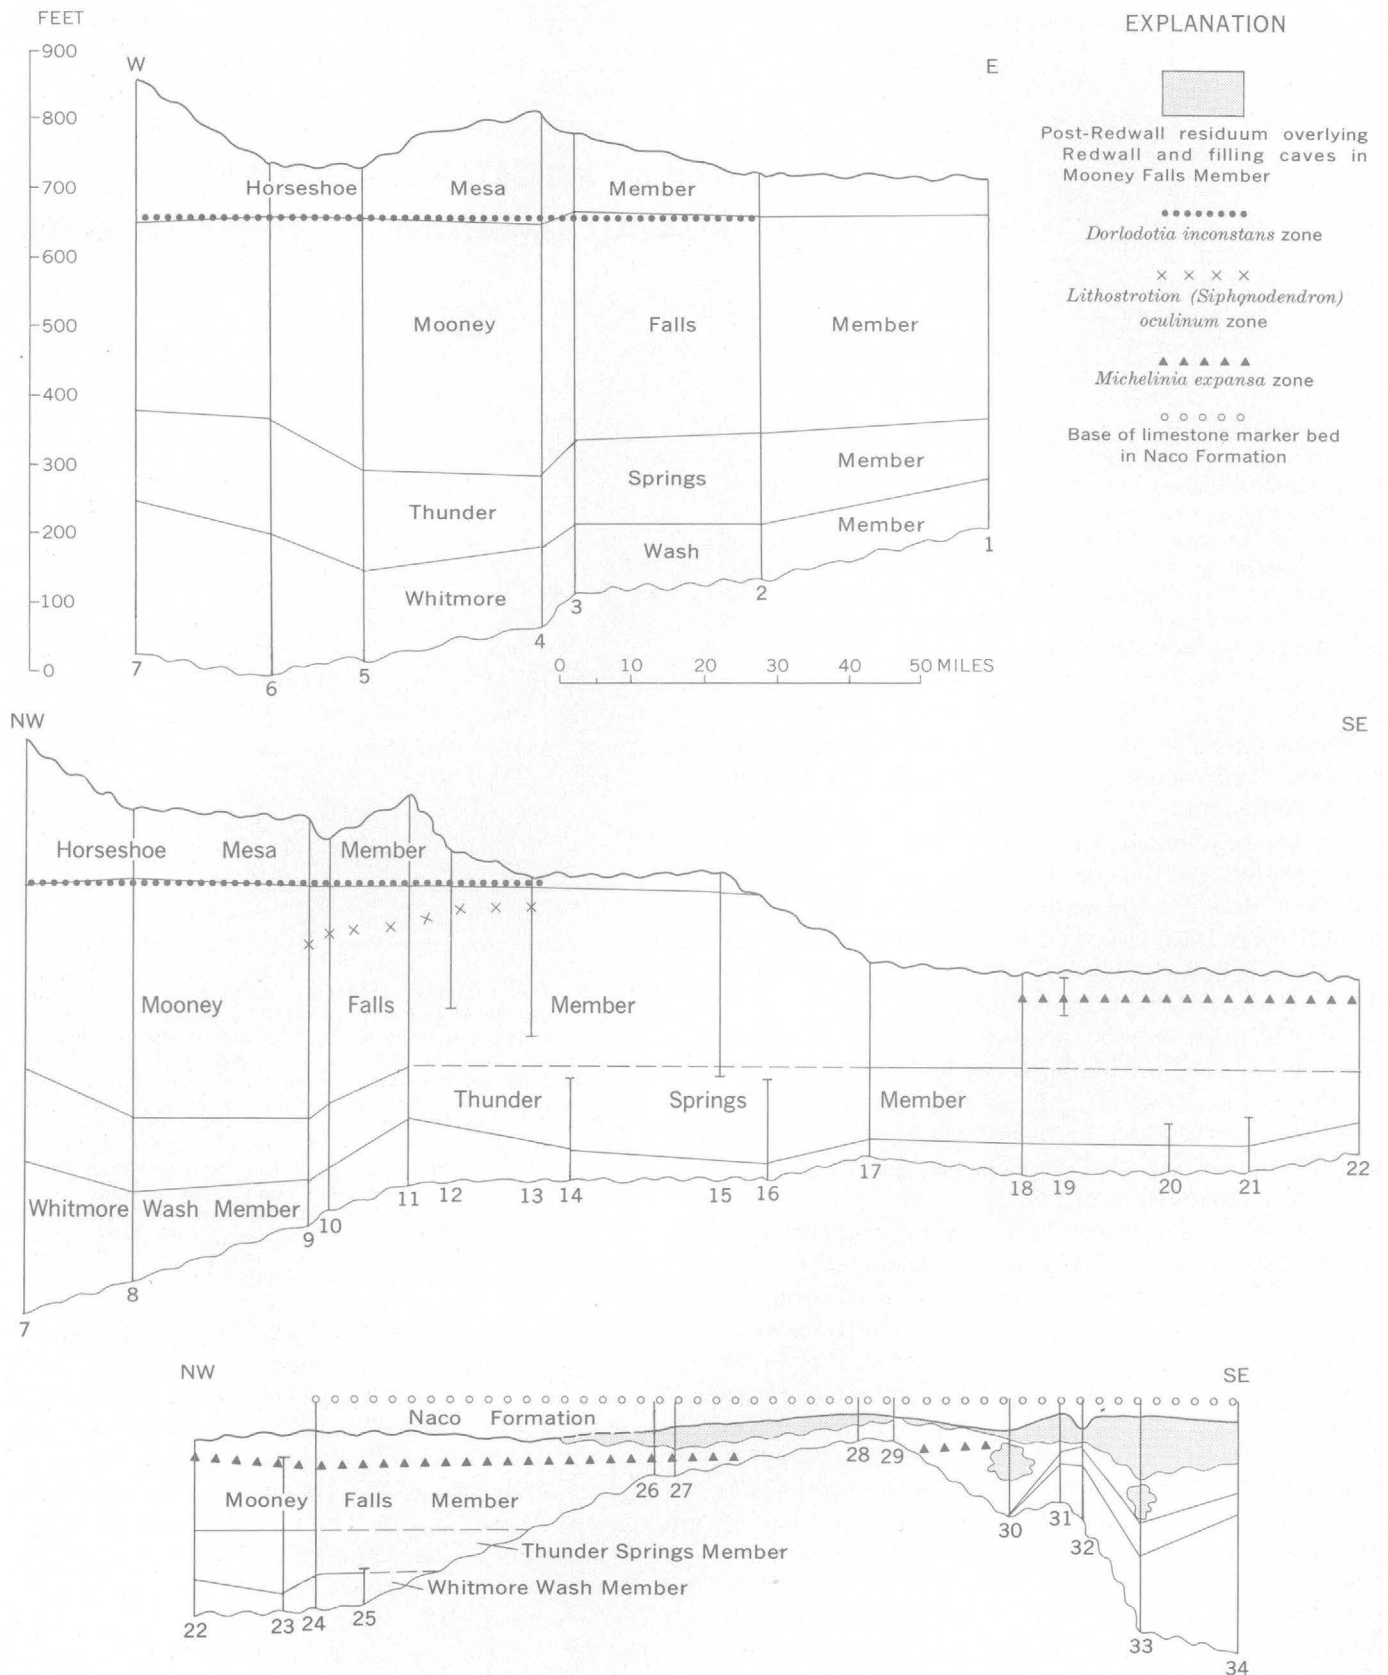 FEET
900
800
700
600
500
400
300
200
100
0
W
E
Horseshoe Mesa Member
Mooney Falls Member
Thunder Springs Member
Whitmore Wash Member
7
6
5
4
3
2
1
0 10 20 30 40 50 MILES
EXPLANATION
Post-Redwall residuum overlying
Redwall and filling caves in
Mooney Falls Member
Dorlodotia inconstans zone
Lithostrotion (Siphonodendron)
oculinum zone
Michelinia expansa zone
Base of limestone marker bed
in Naco Formation
NW
SE
Horseshoe Mesa Member
Mooney Falls Member
Thunder Springs Member
Whitmore Wash Member
7
8
9
10
11
12
13
14
15
16
17
18
19
20
21
22
NW
SE
Naco Formation
Mooney Falls Member
Thunder Springs Member
Whitmore Wash Member
22
23
24
25
26
27
28
29
30
31
32
33
34